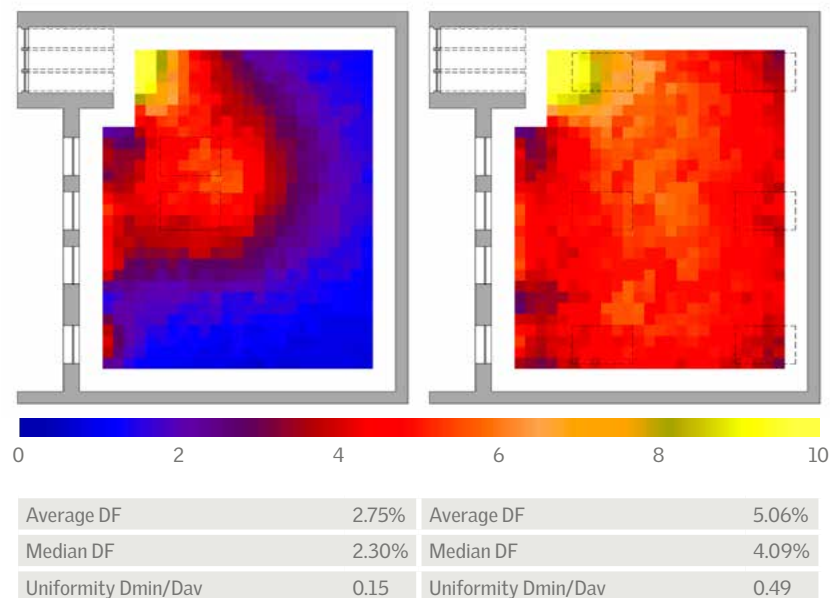 0 2 4 6 8 10
Average DF 2.75% Average DF 5.06%
Median DF 2.30% Median DF 4.09%
Uniformity Dmin/Dav 0.15 Uniformity Dmin/Dav 0.49